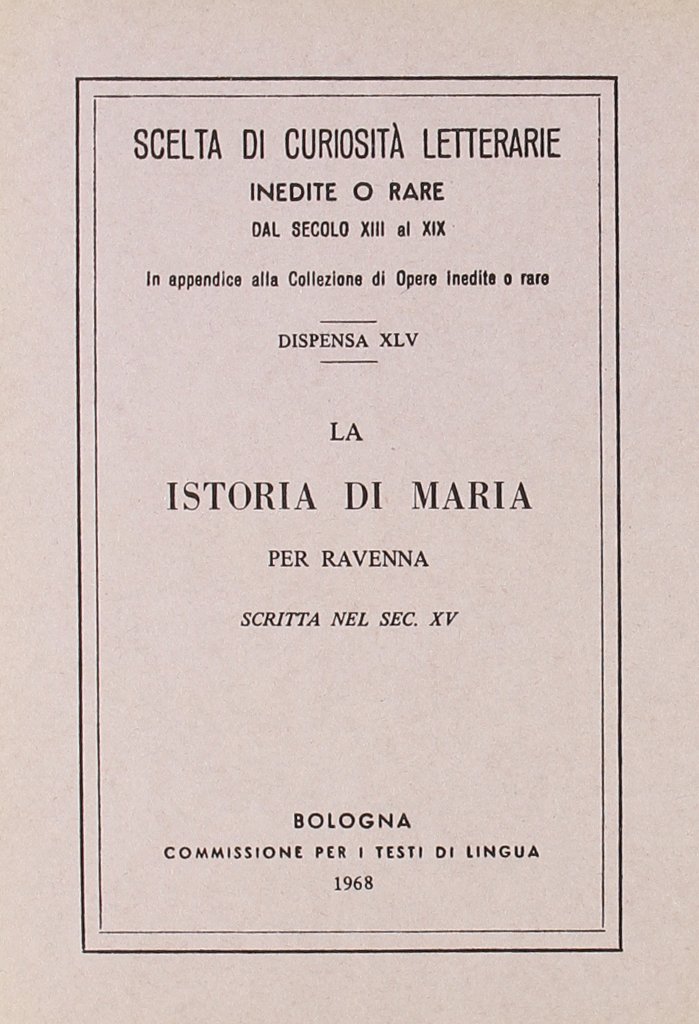 SCELTA DI CURIOSITÀ LETTERARIE
INEDITE O RARE
DAL SECOLO XIII al XIX
In appendice alla Collezione di Opere inedite o rare
DISPENSA XLV
LA
ISTORIA DI MARIA
PER RAVENNA
SCRITTA NEL SEC. XV
BOLOGNA
COMMISSIONE PER I TESTI DI LINGUA
1968